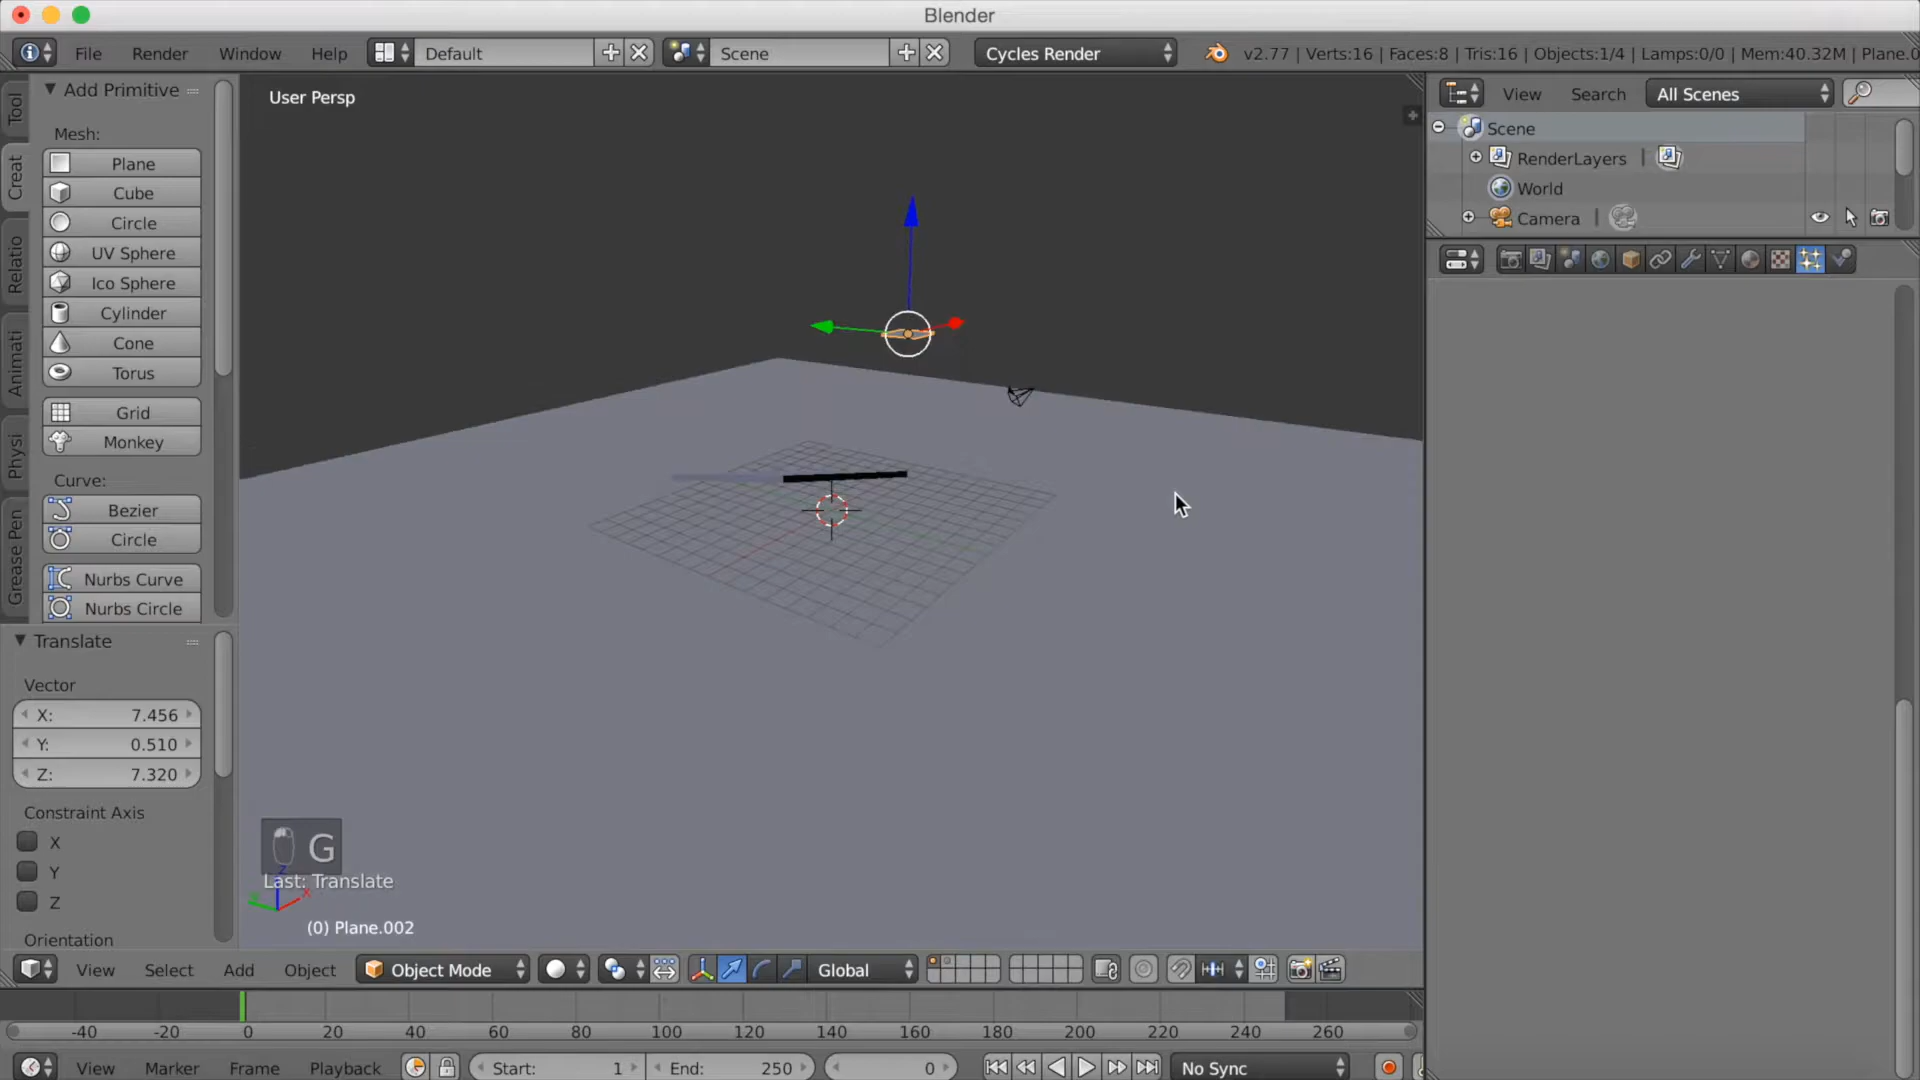 Blender
File Render Window Help Default Scene Cycles Render v2.77 | Verts:16 | Faces:8 | Tris:16 | Objects:1/4 | Lamps:0/0 | Mem:40.32M | Plane.0
Tool
Creat
Relatio
Animati
Physi
Grease Pen
Add Primitive
Mesh:
Plane
Cube
Circle
UV Sphere
Ico Sphere
Cylinder
Cone
Torus
Grid
Monkey
Curve:
Bezier
Circle
Nurbs Curve
Nurbs Circle
Translate
Vector
X: 7.456
Y: 0.510
Z: 7.320
Constraint Axis
X
Y
Z
Orientation
User Persp
G
Last: Translate
(0) Plane.002
View Search All Scenes
Scene
RenderLayers
World
Camera
View Select Add Object Object Mode Global
-40 -20 0 20 40 60 80 100 120 140 160 180 200 220 240 260
View Marker Frame Playback Start: 1 End: 250 0 No Sync